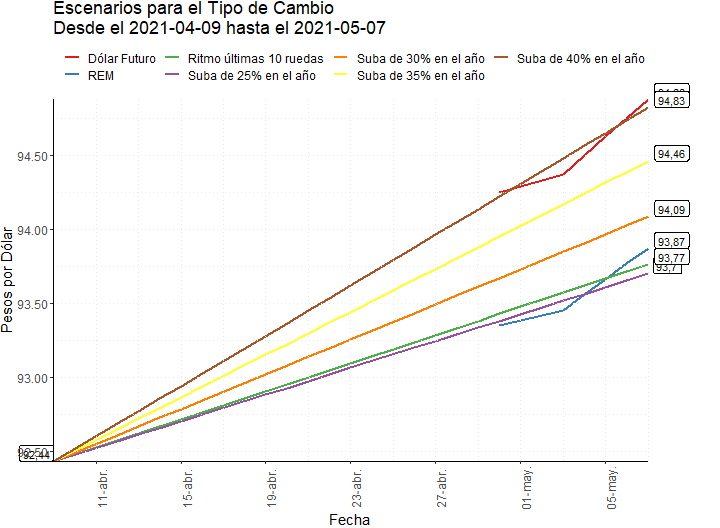 Escenarios para el Tipo de Cambio
Desde el 2021-04-09 hasta el 2021-05-07
Dólar Futuro
Ritmo últimas 10 ruedas
Suba de 30% en el año
Suba de 40% en el año
REM
Suba de 25% en el año
Suba de 35% en el año
94,83
94,46
94,09
93,87
93,77
93,7
94.50
94.00
93.50
93.00
92.50
92,44
Pesos por Dólar
11-abr.
15-abr.
19-abr.
23-abr.
27-abr.
01-may.
05-may.
Fecha